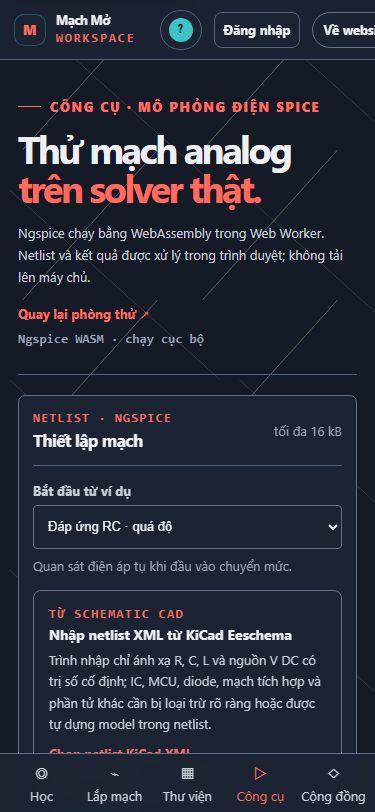 M
Mạch Mở
WORKSPACE
Đăng nhập
Về websi
CÔNG CỤ · MÔ PHỎNG ĐIỆN SPICE
Thử mạch analog
trên solver thật.
Ngspice chạy bằng WebAssembly trong Web Worker.
Netlist và kết quả được xử lý trong trình duyệt; không tải
lên máy chủ.
Quay lại phòng thử ↗
Ngspice WASM · chạy cục bộ
NETLIST · NGSPICE
Thiết lập mạch
tối đa 16 kB
Bắt đầu từ ví dụ
Đáp ứng RC · quá độ
Quan sát điện áp tụ khi đầu vào chuyển mức.
TỪ SCHEMATIC CAD
Nhập netlist XML từ KiCad Eeschema
Trình nhập chỉ ánh xạ R, C, L và nguồn V DC có
trị số cố định; IC, MCU, diode, mạch tích hợp và
phần tử khác cần bị loại trừ rõ ràng hoặc được
tự dựng model trong netlist.
Chọn netlist KiCad XML
Học
Lắp mạch
Thư viện
Công cụ
Cộng đồng